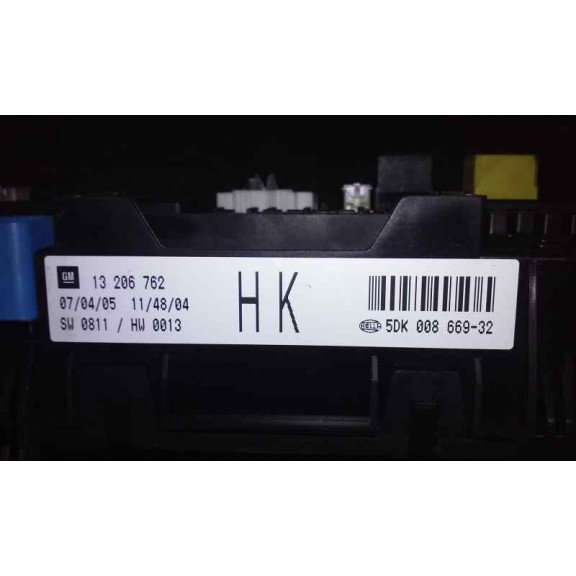 GM 13 206 762
07/04/05 11/48/04
SW 0811 / HW 0013
HK
HELLA 5DK 008 669-32